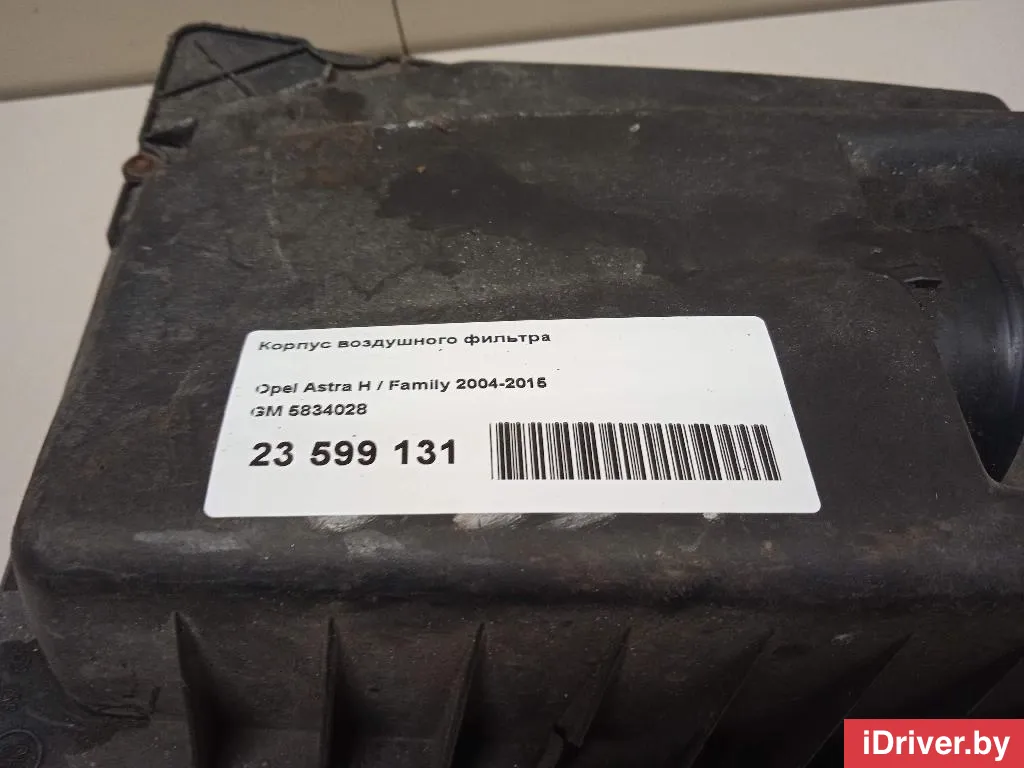 Корпус воздушного фильтра
Opel Astra H / Family 2004-2015
GM 5834028
23 599 131
iDriver.by